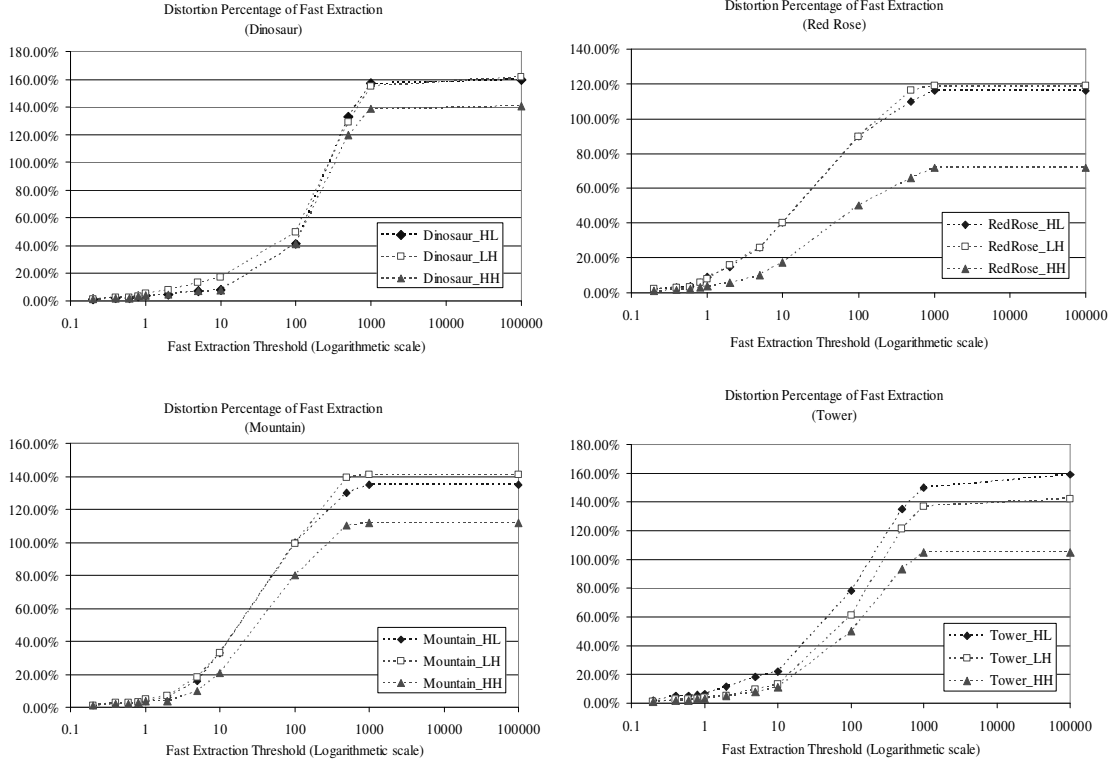 Distortion Percentage of Fast Extraction
(Dinosaur)
180.00%
160.00%
140.00%
120.00%
100.00%
80.00%
60.00%
40.00%
20.00%
0.00%
Dinosaur_HL
Dinosaur_LH
Dinosaur_HH
0.1 1 10 100 1000 10000 100000
Fast Extraction Threshold (Logarithmetic scale)
Distortion Percentage of Fast Extraction
(Red Rose)
140.00%
120.00%
100.00%
80.00%
60.00%
40.00%
20.00%
0.00%
RedRose_HL
RedRose_LH
RedRose_HH
0.1 1 10 100 1000 10000 100000
Fast Extraction Threshold (Logarithmetic scale)
Distortion Percentage of Fast Extraction
(Mountain)
160.00%
140.00%
120.00%
100.00%
80.00%
60.00%
40.00%
20.00%
0.00%
Mountain_HL
Mountain_LH
Mountain_HH
0.1 1 10 100 1000 10000 100000
Fast Extraction Threshold (Logarithmetic scale)
Distortion Percentage of Fast Extraction
(Tower)
180.00%
160.00%
140.00%
120.00%
100.00%
80.00%
60.00%
40.00%
20.00%
0.00%
Tower_HL
Tower_LH
Tower_HH
0.1 1 10 100 1000 10000 100000
Fast Extraction Threshold (Logarithmetic scale)